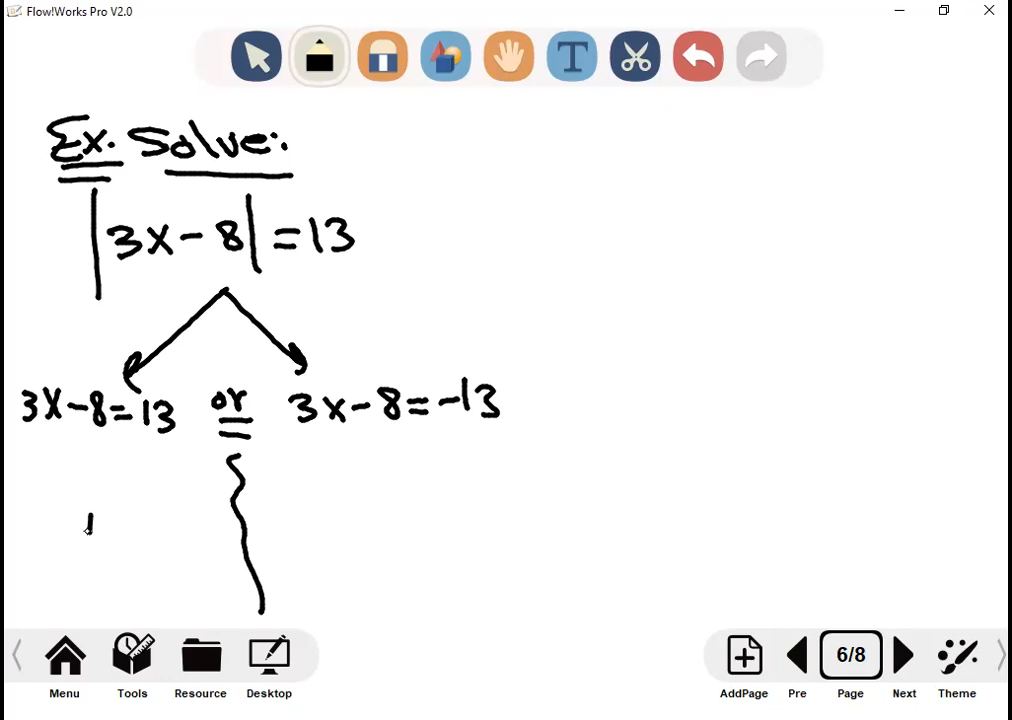 Flow!Works Pro V2.0
Ex. Solve:
|3x-8|=13
3x-8=13 or 3x-8=-13
Menu Tools Resource Desktop AddPage Pre 6/8 Page Next Theme